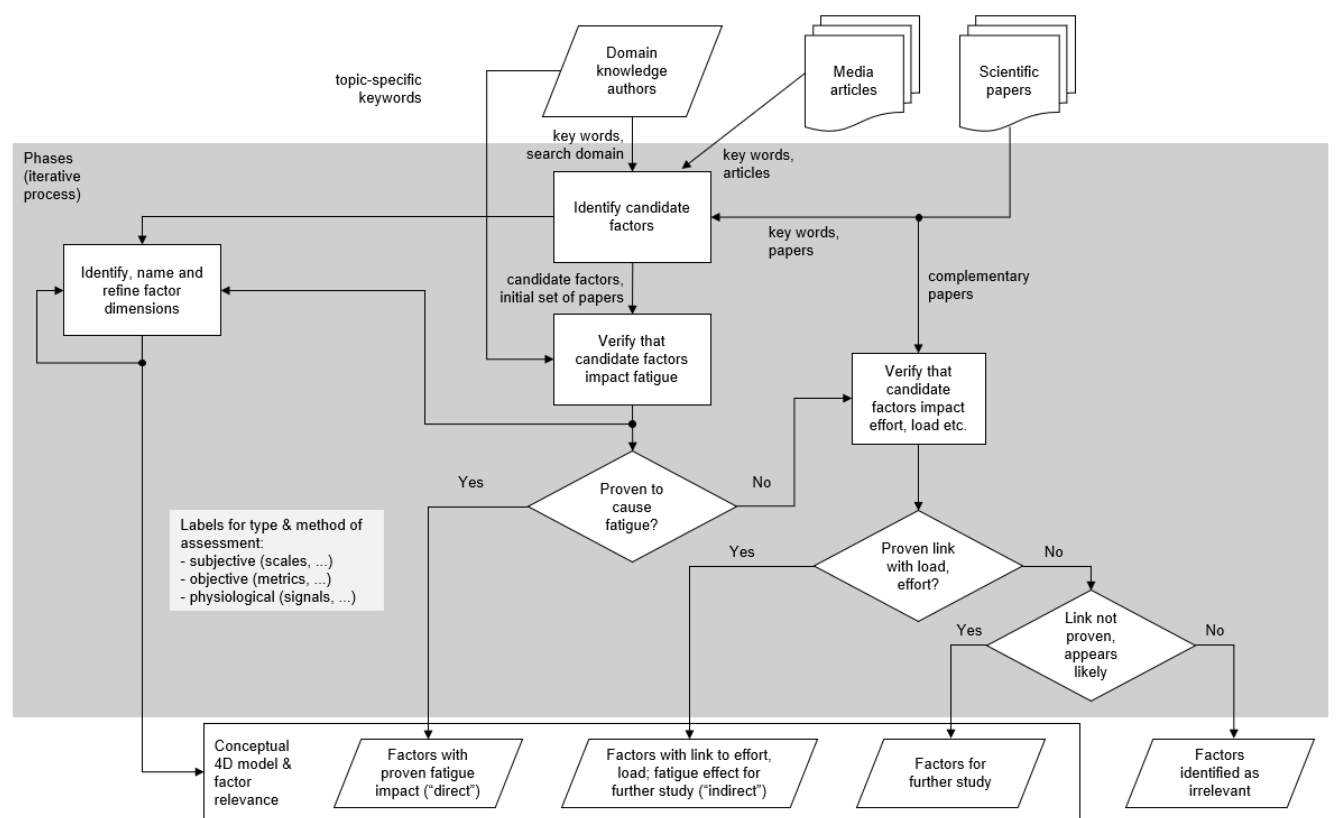 Domain
knowledge
authors
Media
articles
Scientific
papers
topic-specific
keywords
key words,
search domain
key words,
articles
Phases
(iterative
process)
Identify candidate
factors
key words,
papers
Identify, name and
refine factor
dimensions
candidate factors,
initial set of papers
complementary
papers
Verify that
candidate factors
impact fatigue
Verify that
candidate
factors impact
effort, load etc.
Yes
Proven to
cause
fatigue?
No
Labels for type & method of
assessment:
- subjective (scales, ...)
- objective (metrics, ...)
- physiological (signals, ...)
Yes
Proven link
with load,
effort?
No
Yes
Link not
proven,
appears
likely
No
Conceptual
4D model &
factor
relevance
Factors with
proven fatigue
impact (“direct”)
Factors with link to effort,
load; fatigue effect for
further study (“indirect”)
Factors for
further study
Factors
identified as
irrelevant